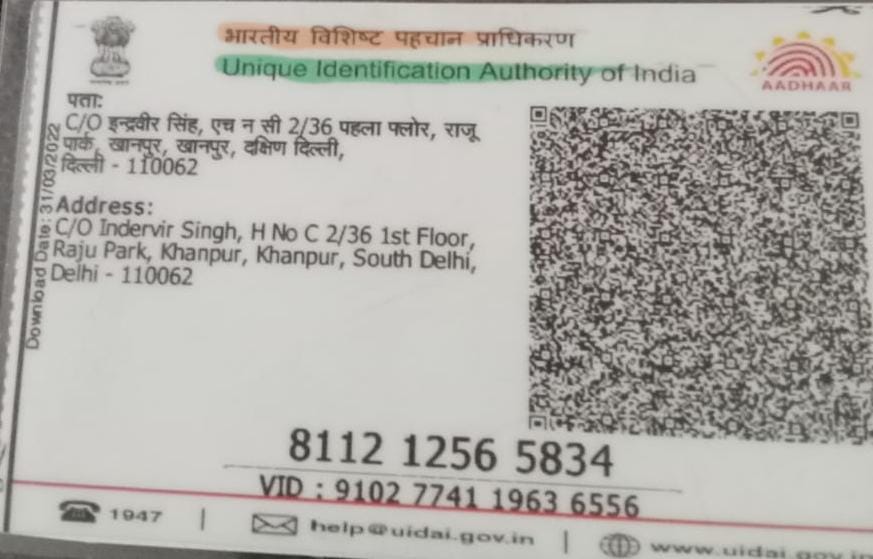 भारतीय विशिष्ट पहचान प्राधिकरण
Unique Identification Authority of India
AADHAAR
पता:
C/O इन्द्रवीर सिंह, एच न सी 2/36 पहला फ्लोर, राजू
पार्क, खानपुर, खानपुर, दक्षिण दिल्ली,
दिल्ली - 110062
Address:
C/O Indervir Singh, H No C 2/36 1st Floor,
Raju Park, Khanpur, Khanpur, South Delhi,
Delhi - 110062
Download Date: 31/03/2022
8112 1256 5834
VID : 9102 7741 1963 6556
1947 | help@uidai.gov.in | www.uidai.gov.in